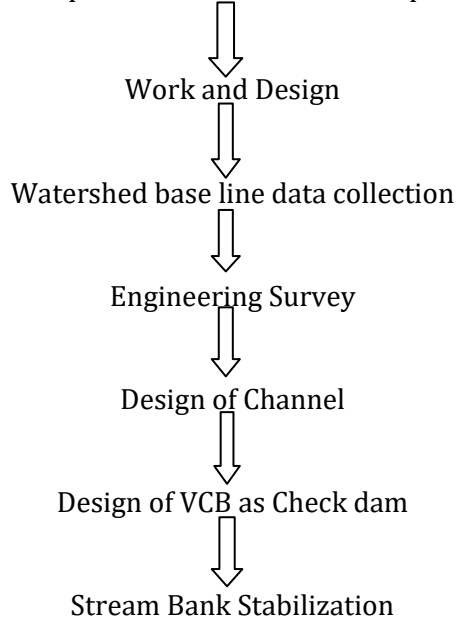 Work and Design
Watershed base line data collection
Engineering Survey
Design of Channel
Design of VCB as Check dam
Stream Bank Stabilization